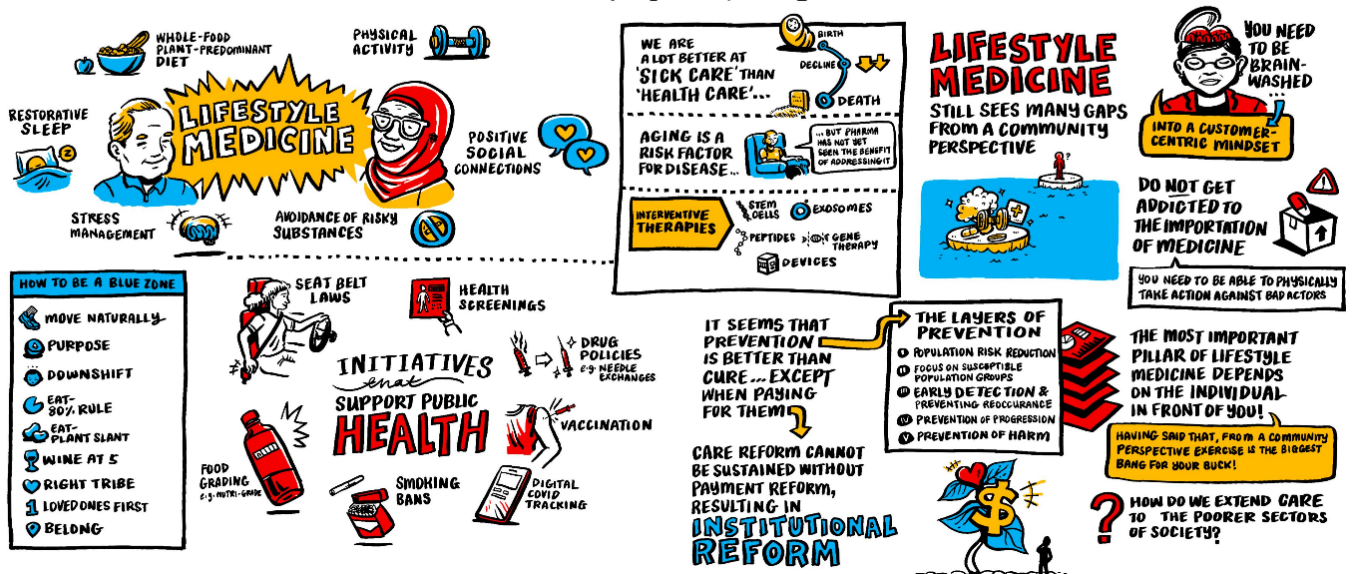 WHOLE-FOOD
PLANT-PREDOMINANT
DIET
PHYSICAL
ACTIVITY
RESTORATIVE
SLEEP
LIFESTYLE
MEDICINE
POSITIVE
SOCIAL
CONNECTIONS
STRESS
MANAGEMENT
AVOIDANCE OF RISKY
SUBSTANCES
HOW TO BE A BLUE ZONE
MOVE NATURALLY
PURPOSE
DOWNSHIFT
EAT-
80% RULE
EAT-
PLANT SLANT
WINE AT 5
RIGHT TRIBE
1 LOVED ONES FIRST
BELONG
SEAT BELT
LAWS
HEALTH
SCREENINGS
INITIATIVES
that
SUPPORT PUBLIC
HEALTH
DRUG
POLICIES
e.g. NEEDLE
EXCHANGES
VACCINATION
FOOD
GRADING
e.g. NUTRI-GRADE
SMOKING
BANS
DIGITAL
COVID
TRACKING
WE ARE
A LOT BETTER AT
'SICK CARE' THAN
'HEALTH CARE'...
BIRTH
DECLINE
DEATH
AGING IS A
RISK FACTOR
FOR DISEASE...
... BUT PHARMA
HAS NOT YET
SEEN THE BENEFIT
OF ADDRESSING IT
INTERVENTIVE
THERAPIES
STEM
CELLS
EXOSOMES
PEPTIDES
GENE
THERAPY
DEVICES
LIFESTYLE
MEDICINE
STILL SEES MANY GAPS
FROM A COMMUNITY
PERSPECTIVE
YOU NEED
TO BE
BRAIN-
WASHED
...
INTO A CUSTOMER-
CENTRIC MINDSET
DO NOT GET
ADDICTED TO
THE IMPORTATION
OF MEDICINE
YOU NEED TO BE ABLE TO PHYSICALLY
TAKE ACTION AGAINST BAD ACTORS
IT SEEMS THAT
PREVENTION
IS BETTER THAN
CURE... EXCEPT
WHEN PAYING
FOR THEM
CARE REFORM CANNOT
BE SUSTAINED WITHOUT
PAYMENT REFORM,
RESULTING IN
INSTITUTIONAL
REFORM
THE LAYERS OF
PREVENTION
I POPULATION RISK REDUCTION
II FOCUS ON SUSCEPTIBLE
POPULATION GROUPS
III EARLY DETECTION &
PREVENTING REOCCURANCE
IV PREVENTION OF PROGRESSION
V PREVENTION OF HARM
$
THE MOST IMPORTANT
PILLAR OF LIFESTYLE
MEDICINE DEPENDS
ON THE INDIVIDUAL
IN FRONT OF YOU!
HAVING SAID THAT, FROM A COMMUNITY
PERSPECTIVE EXERCISE IS THE BIGGEST
BANG FOR YOUR BUCK!
? HOW DO WE EXTEND CARE
TO THE POORER SECTORS
OF SOCIETY?